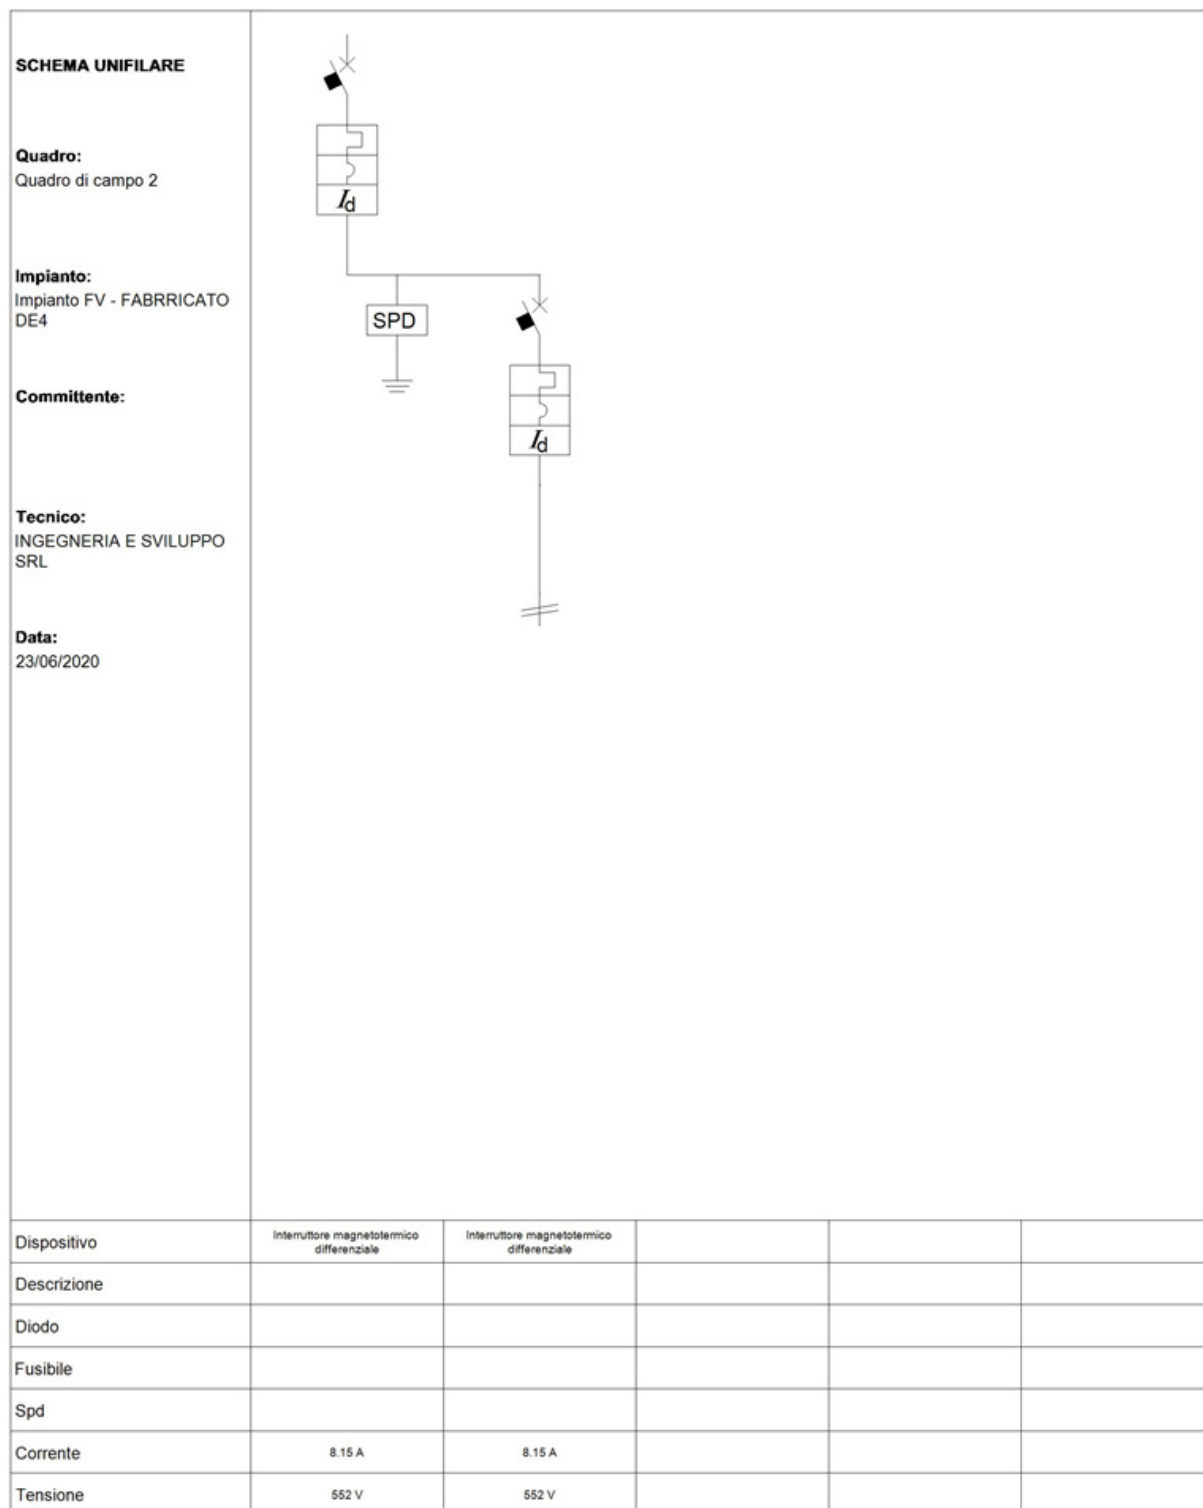 SCHEMA UNIFILARE
Quadro:
Quadro di campo 2
Impianto:
Impianto FV - FABRRICATO
DE4
Committente:
Tecnico:
INGEGNERIA E SVILUPPO
SRL
Data:
23/06/2020
Id
SPD
Id
Dispositivo
Interruttore magnetotermico
differenziale
Interruttore magnetotermico
differenziale
Descrizione
Diodo
Fusibile
Spd
Corrente
8.15 A
8.15 A
Tensione
552 V
552 V